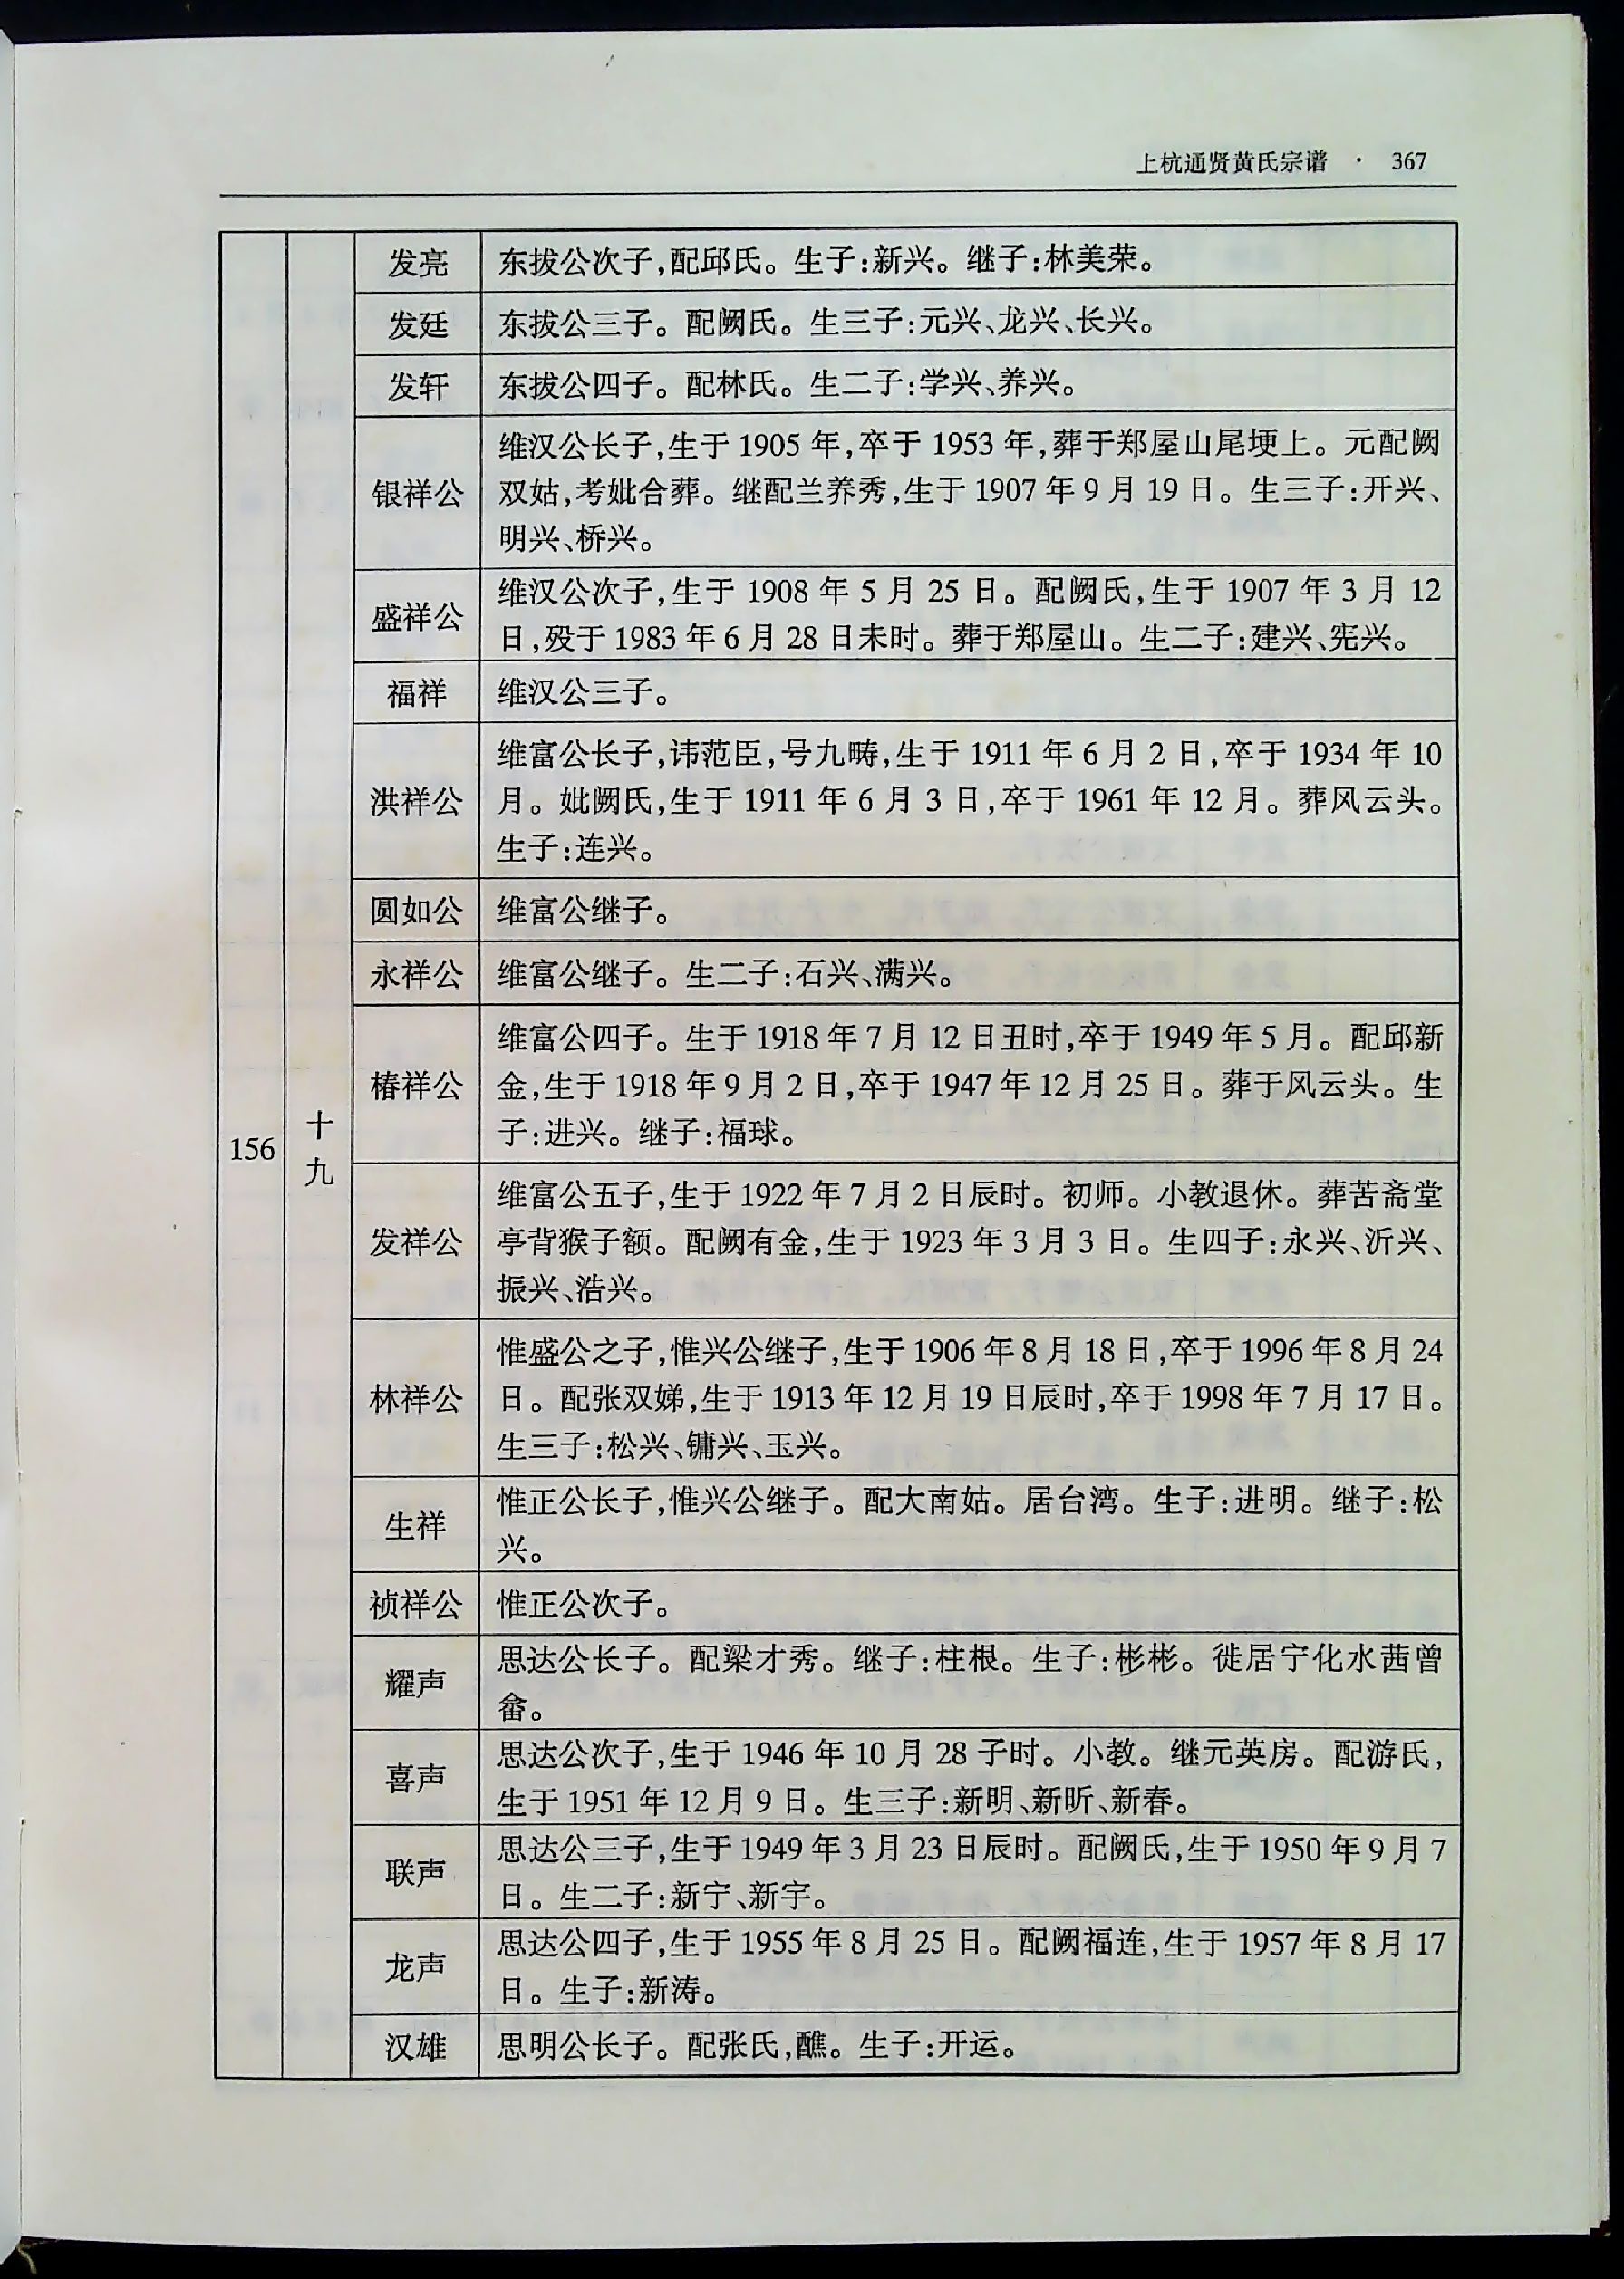 上杭通贤黄氏宗谱 · 367
发亮 东拔公次子,配邱氏。生子:新兴。继子:林美荣。
发廷 东拔公三子。配阙氏。生三子:元兴、龙兴、长兴。
发轩 东拔公四子。配林氏。生二子:学兴、养兴。
维汉公长子,生于 1905 年,卒于 1953 年,葬于郑屋山尾埂上。元配阙
银祥公 双姑,考妣合葬。继配兰养秀,生于 1907 年 9 月 19 日。生三子:开兴、
明兴、桥兴。
盛祥公 维汉公次子,生于 1908 年 5 月 25 日。配阙氏,生于 1907 年 3 月 12
日,殁于 1983 年 6 月 28 日未时。葬于郑屋山。生二子:建兴、宪兴。
福祥 维汉公三子。
维富公长子,讳范臣,号九畴,生于 1911 年 6 月 2 日,卒于 1934 年 10
洪祥公 月。妣阙氏,生于 1911 年 6 月 3 日,卒于 1961 年 12 月。葬风云头。
生子:连兴。
圆如公 维富公继子。
永祥公 维富公继子。生二子:石兴、满兴。
维富公四子。生于 1918 年 7 月 12 日丑时,卒于 1949 年 5 月。配邱新
椿祥公 金,生于 1918 年 9 月 2 日,卒于 1947 年 12 月 25 日。葬于风云头。生
子:进兴。继子:福球。
156 十九
维富公五子,生于 1922 年 7 月 2 日辰时。初师。小教退休。葬苦斋堂
发祥公 亭背猴子额。配阙有金,生于 1923 年 3 月 3 日。生四子:永兴、沂兴、
振兴、浩兴。
惟盛公之子,惟兴公继子,生于 1906 年 8 月 18 日,卒于 1996 年 8 月 24
林祥公 日。配张双娣,生于 1913 年 12 月 19 日辰时,卒于 1998 年 7 月 17 日。
生三子:松兴、镛兴、玉兴。
生祥 惟正公长子,惟兴公继子。配大南姑。居台湾。生子:进明。继子:松
兴。
祯祥公 惟正公次子。
耀声 思达公长子。配梁才秀。继子:柱根。生子:彬彬。徙居宁化水茜曾
畲。
喜声 思达公次子,生于 1946 年 10 月 28 子时。小教。继元英房。配游氏,
生于 1951 年 12 月 9 日。生三子:新明、新昕、新春。
联声 思达公三子,生于 1949 年 3 月 23 日辰时。配阙氏,生于 1950 年 9 月 7
日。生二子:新宁、新宇。
龙声 思达公四子,生于 1955 年 8 月 25 日。配阙福连,生于 1957 年 8 月 17
日。生子:新涛。
汉雄 思明公长子。配张氏,醮。生子:开运。